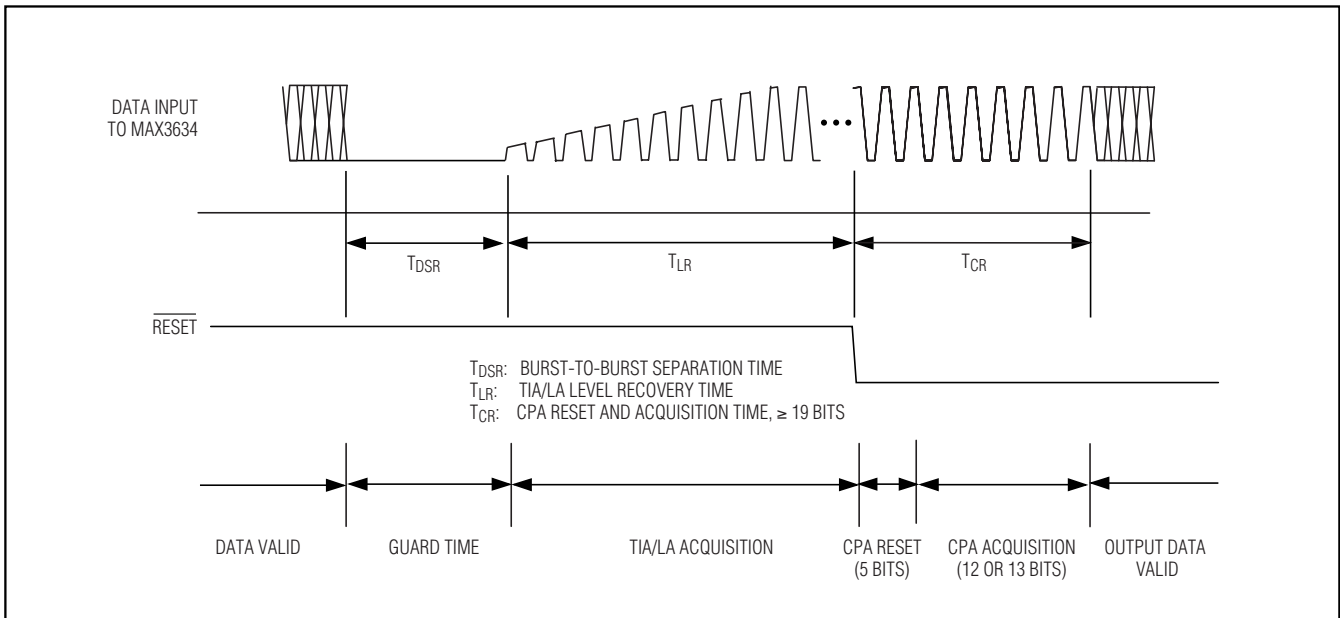 DATA INPUT
TO MAX3634
TDSR
TLR
TCR
RESET
TDSR: BURST-TO-BURST SEPARATION TIME
TLR: TIA/LA LEVEL RECOVERY TIME
TCR: CPA RESET AND ACQUISITION TIME, ≥ 19 BITS
DATA VALID
GUARD TIME
TIA/LA ACQUISITION
CPA RESET
(5 BITS)
CPA ACQUISITION
(12 OR 13 BITS)
OUTPUT DATA
VALID